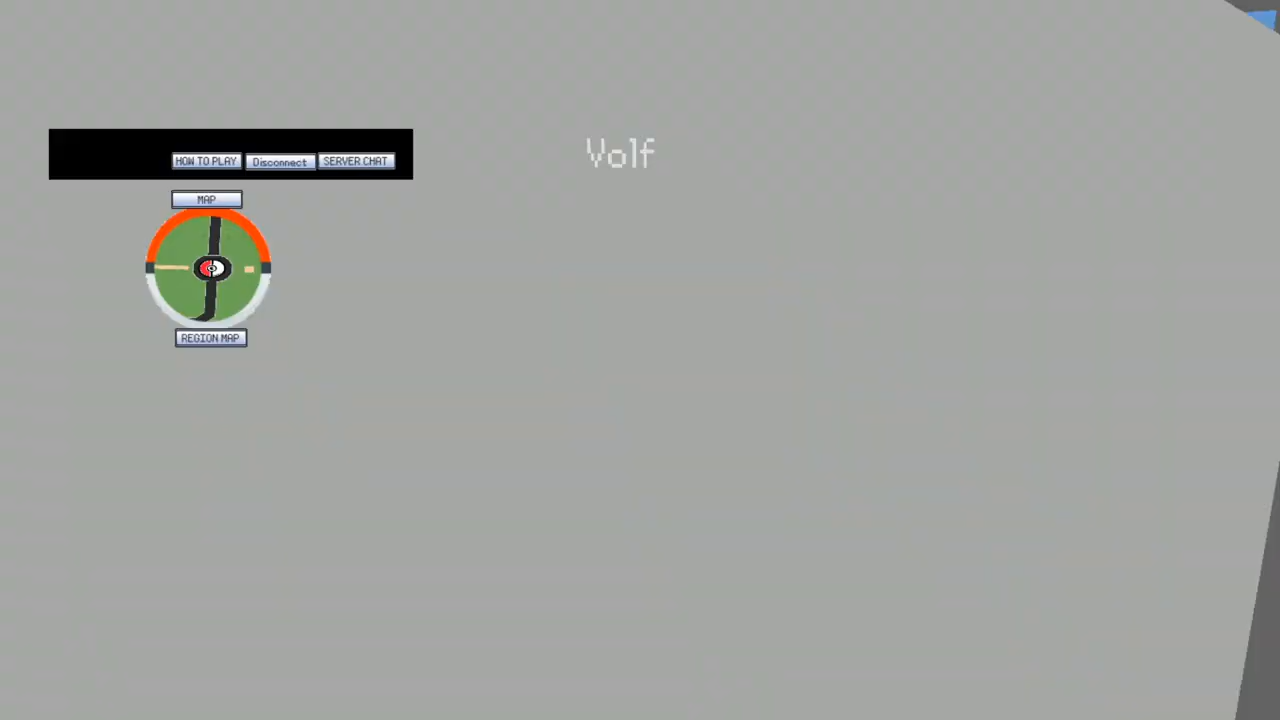 Volf
HOW TO PLAY
Disconnect
SERVER CHAT
MAP
REGION MAP